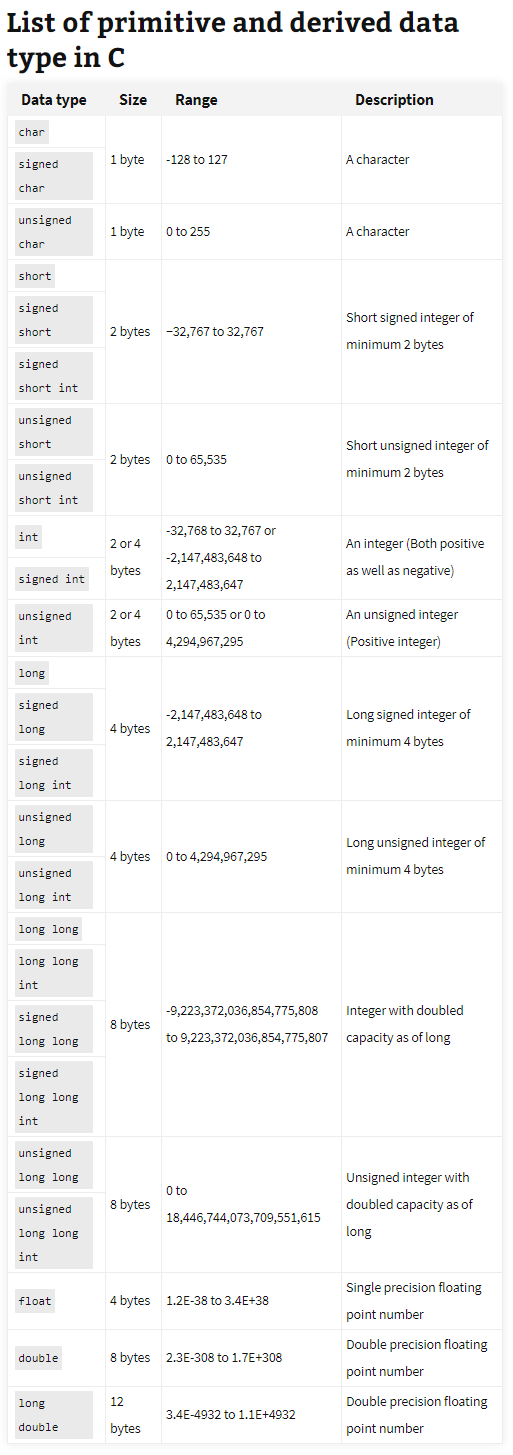 List of primitive and derived data
type in C
Data type Size Range Description
char
signed
char
1 byte -128 to 127 A character
unsigned
char
1 byte 0 to 255 A character
short
signed
short
signed
short int
2 bytes −32,767 to 32,767
Short signed integer of
minimum 2 bytes
unsigned
short
unsigned
short int
2 bytes 0 to 65,535
Short unsigned integer of
minimum 2 bytes
int
signed int
2 or 4
bytes
-32,768 to 32,767 or
-2,147,483,648 to
2,147,483,647
An integer (Both positive
as well as negative)
unsigned
int
2 or 4
bytes
0 to 65,535 or 0 to
4,294,967,295
An unsigned integer
(Positive integer)
long
signed
long
signed
long int
4 bytes
-2,147,483,648 to
2,147,483,647
Long signed integer of
minimum 4 bytes
unsigned
long
unsigned
long int
4 bytes 0 to 4,294,967,295
Long unsigned integer of
minimum 4 bytes
long long
long long
int
signed
long long
signed
long long
int
8 bytes
-9,223,372,036,854,775,808
to 9,223,372,036,854,775,807
Integer with doubled
capacity as of long
unsigned
long long
unsigned
long long
int
8 bytes
0 to
18,446,744,073,709,551,615
Unsigned integer with
doubled capacity as of
long
float
4 bytes 1.2E-38 to 3.4E+38
Single precision floating
point number
double
8 bytes 2.3E-308 to 1.7E+308
Double precision floating
point number
long
double
12
bytes
3.4E-4932 to 1.1E+4932
Double precision floating
point number